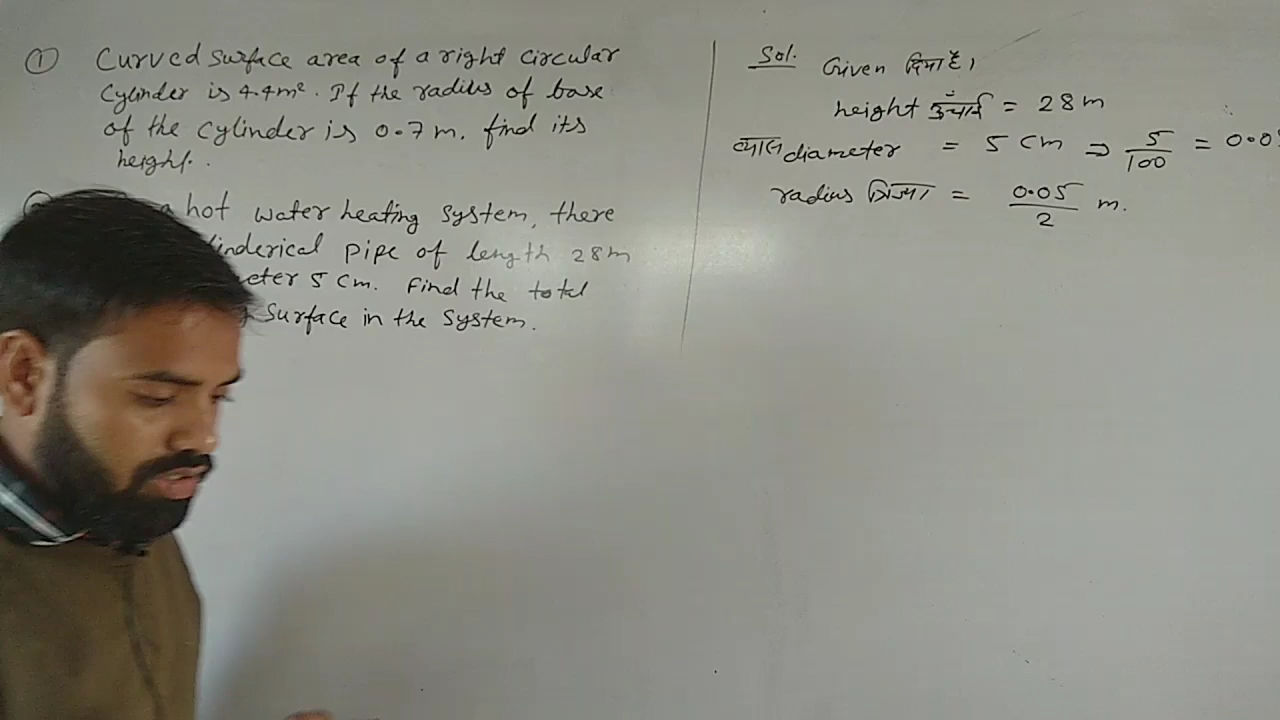 ① Curved surface area of a right circular
Cylinder is 4.4m². If the radius of base
of the cylinder is 0.7 m. find its
height.
hot water heating system, there
linderical pipe of length 28m
eter 5 cm. Find the total
Surface in the system.
Sol. Given दिया है।
height ऊँचाई = 28 m
व्यास diameter = 5 cm ⇒ 5/100 = 0.05
radius त्रिज्या = 0.05/2 m.